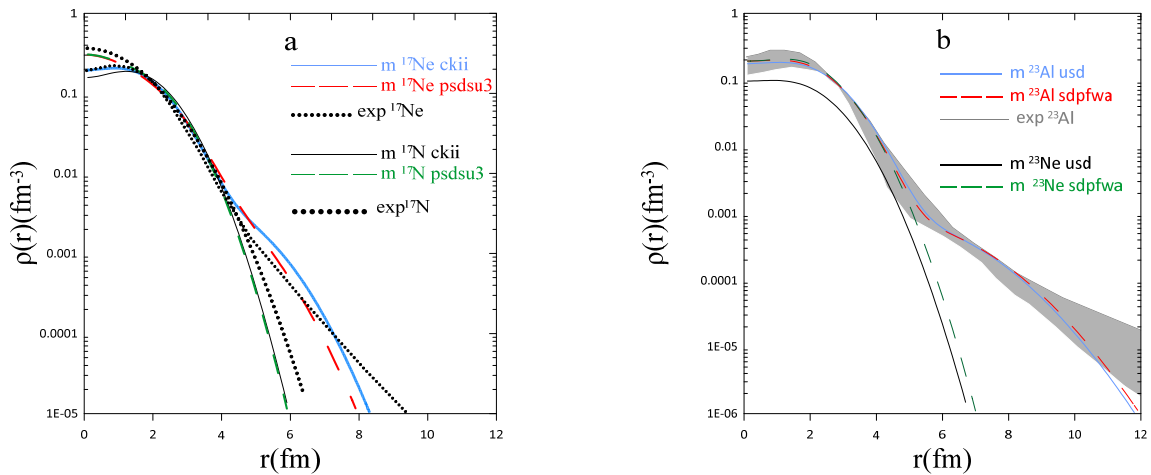 1
0.1
0.01
0.001
0.0001
1E-05
ρ(r)(fm⁻³)
0 2 4 6 8 10 12
r(fm)
a
m ¹⁷Ne ckii
m ¹⁷Ne psdsu3
exp ¹⁷Ne
m ¹⁷N ckii
m ¹⁷N psdsu3
exp¹⁷N
1
0.1
0.01
0.001
0.0001
1E-05
1E-06
ρ(r)(fm⁻³)
0 2 4 6 8 10 12
r(fm)
b
m ²³Al usd
m ²³Al sdpfwa
exp ²³Al
m ²³Ne usd
m ²³Ne sdpfwa